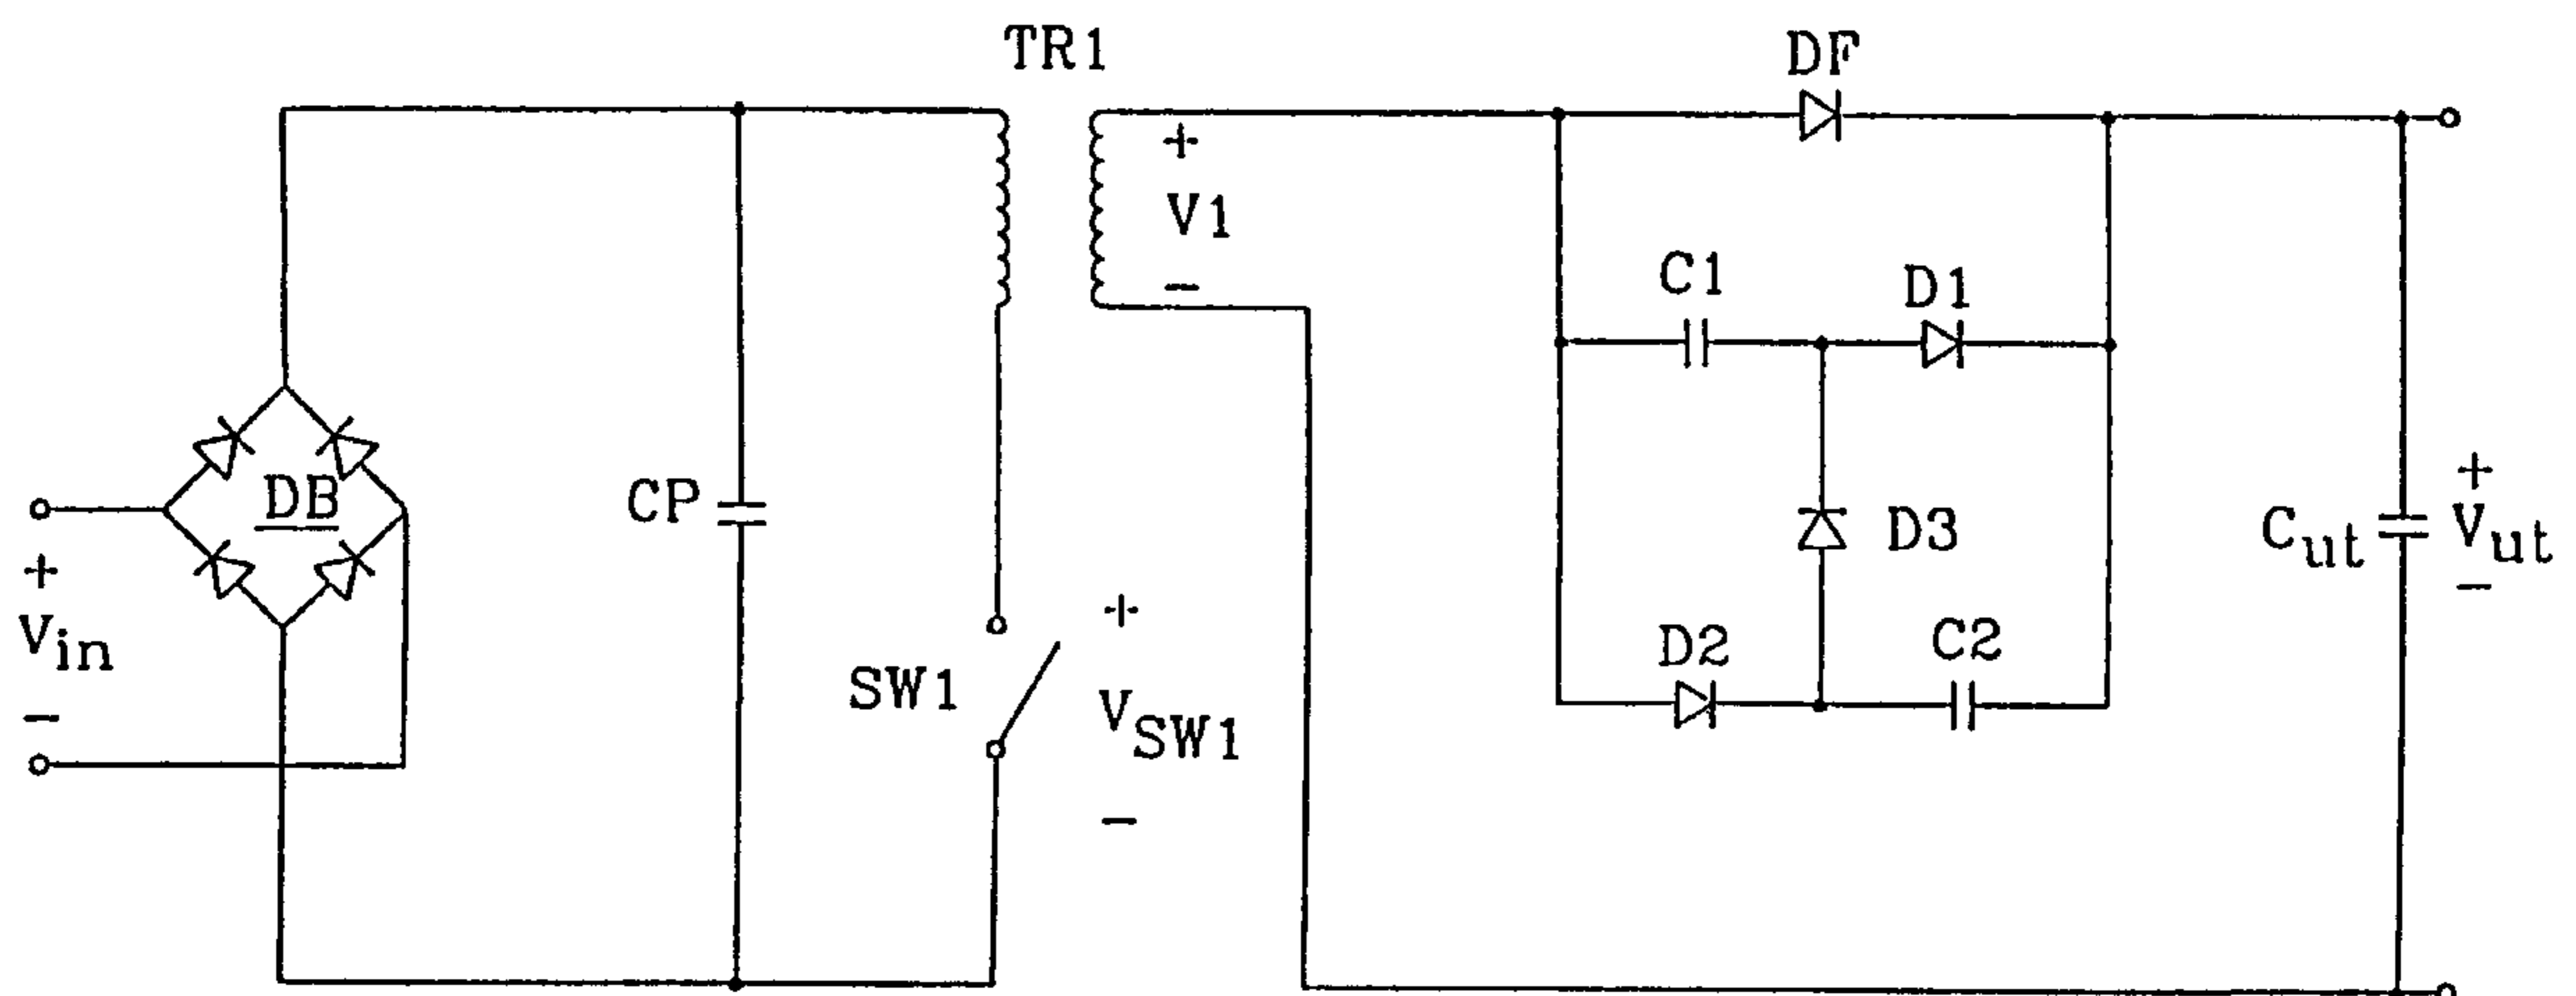 TR1
DF
+
V1
−
C1
D1
DB
CP
+
Vin
−
D3
Cut
+
Vut
−
SW1
+
VSW1
−
D2
C2